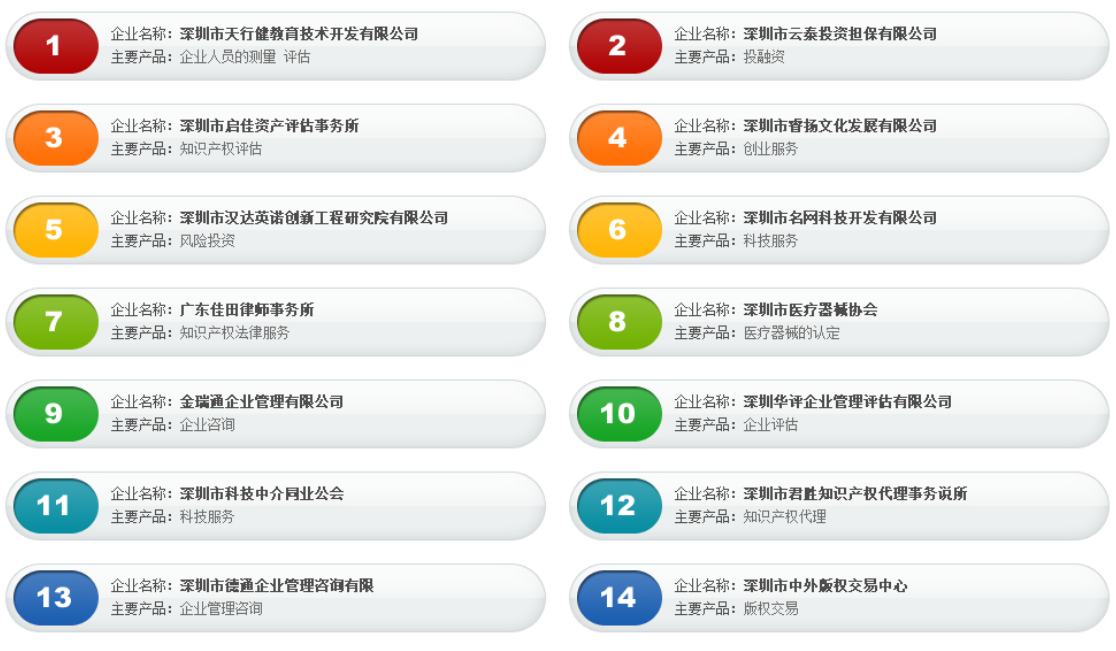 1
企业名称：深圳市天行健教育技术开发有限公司
主要产品：企业人员的测量 评估
2
企业名称：深圳市云泰投资担保有限公司
主要产品：投融资
3
企业名称：深圳市启佳资产评估事务所
主要产品：知识产权评估
4
企业名称：深圳市睿扬文化发展有限公司
主要产品：创业服务
5
企业名称：深圳市汉达英诺创新工程研究院有限公司
主要产品：风险投资
6
企业名称：深圳市名网科技开发有限公司
主要产品：科技服务
7
企业名称：广东佳田律师事务所
主要产品：知识产权法律服务
8
企业名称：深圳市医疗器械协会
主要产品：医疗器械的认定
9
企业名称：金瑞通企业管理有限公司
主要产品：企业咨询
10
企业名称：深圳华评企业管理评估有限公司
主要产品：企业评估
11
企业名称：深圳市科技中介同业公会
主要产品：科技服务
12
企业名称：深圳市君胜知识产权代理事务说所
主要产品：知识产权代理
13
企业名称：深圳市德通企业管理咨询有限
主要产品：企业管理咨询
14
企业名称：深圳市中外版权交易中心
主要产品：版权交易